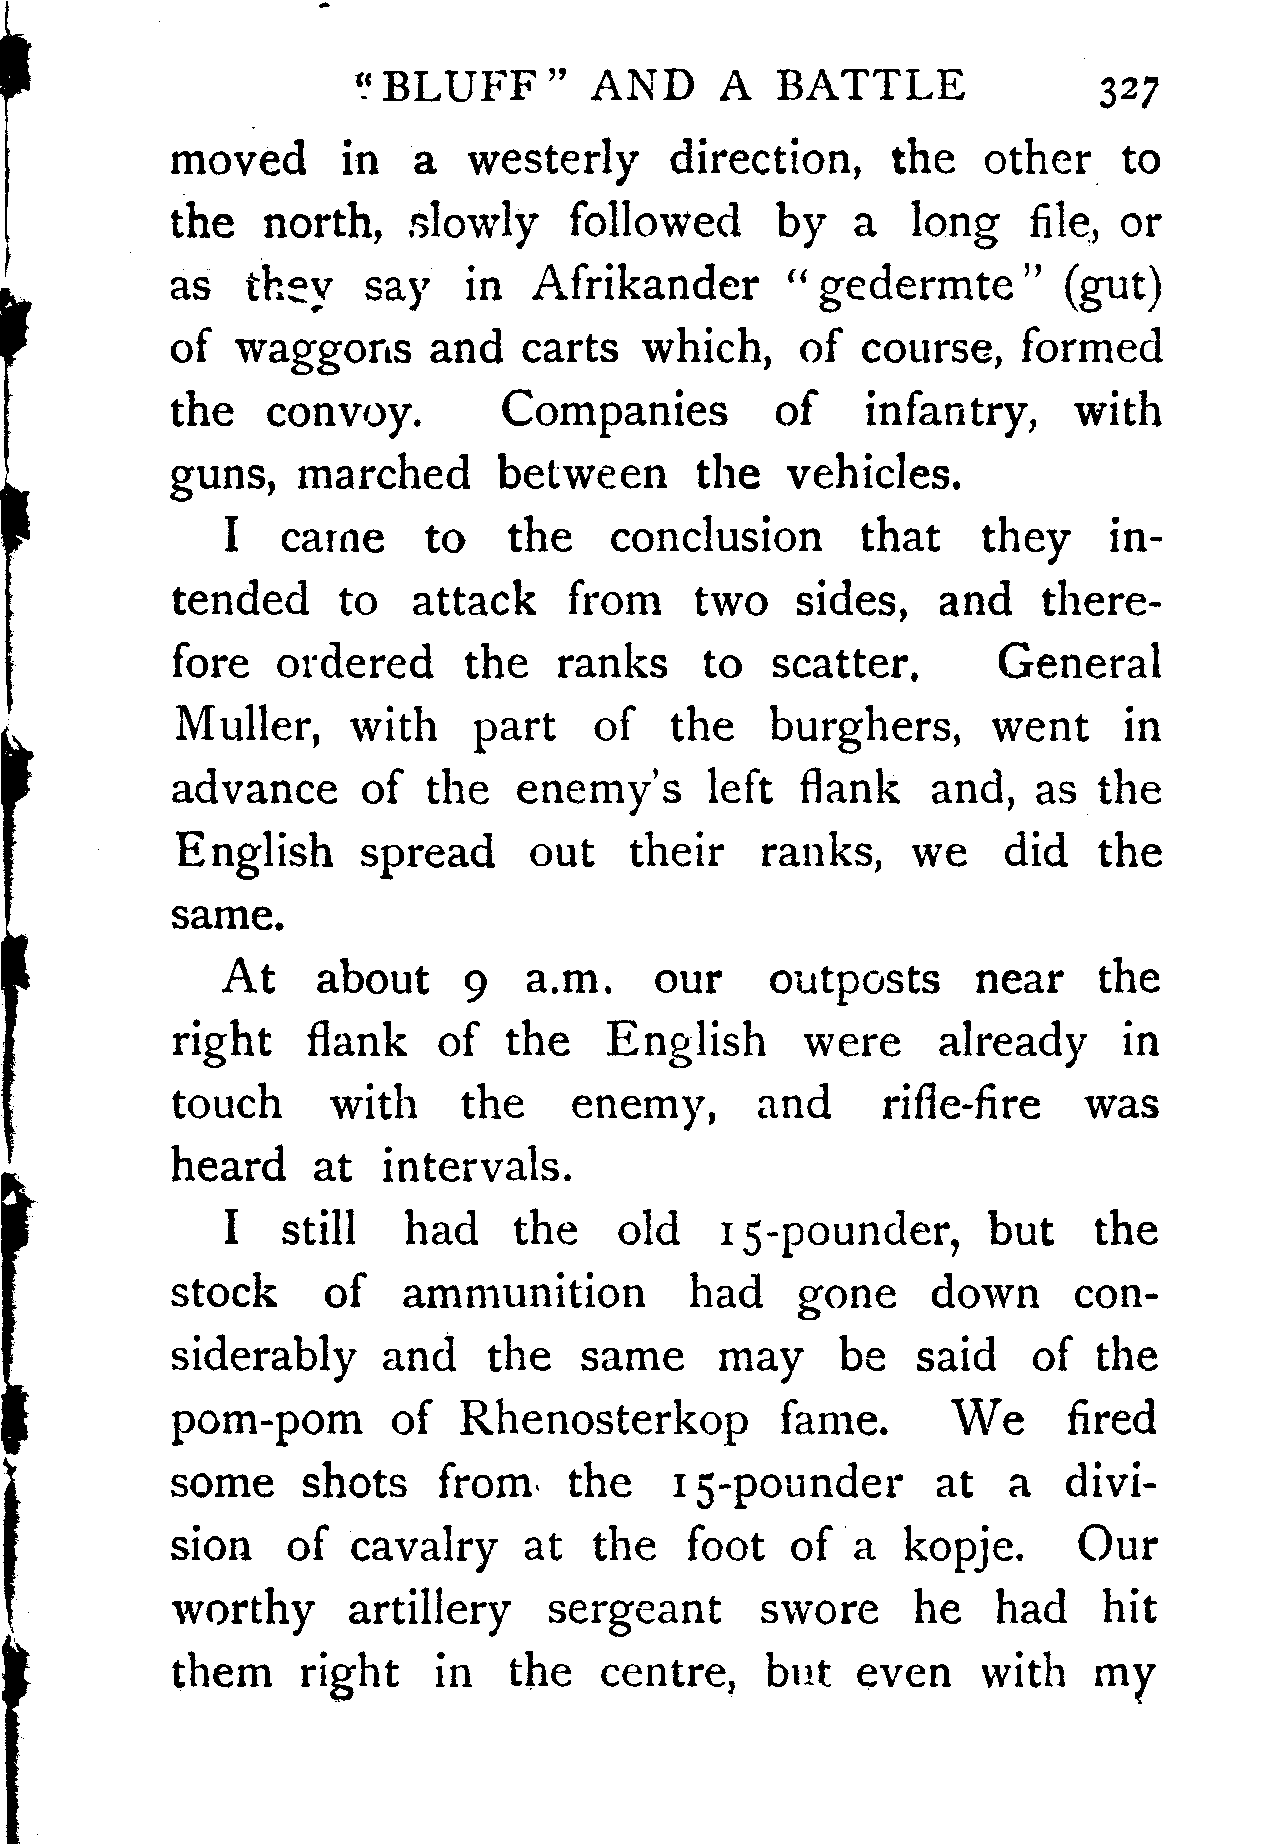 "BLUFF" AND A BATTLE 327
moved in a westerly direction, the other to
the north, slowly followed by a long file, or
as they say in Afrikander "gedermte" (gut)
of waggons and carts which, of course, formed
the convoy. Companies of infantry, with
guns, marched between the vehicles.
I came to the conclusion that they in-
tended to attack from two sides, and there-
fore ordered the ranks to scatter. General
Muller, with part of the burghers, went in
advance of the enemy's left flank and, as the
English spread out their ranks, we did the
same.
At about 9 a.m. our outposts near the
right flank of the English were already in
touch with the enemy, and rifle-fire was
heard at intervals.
I still had the old 15-pounder, but the
stock of ammunition had gone down con-
siderably and the same may be said of the
pom-pom of Rhenosterkop fame. We fired
some shots from the 15-pounder at a divi-
sion of cavalry at the foot of a kopje. Our
worthy artillery sergeant swore he had hit
them right in the centre, but even with my